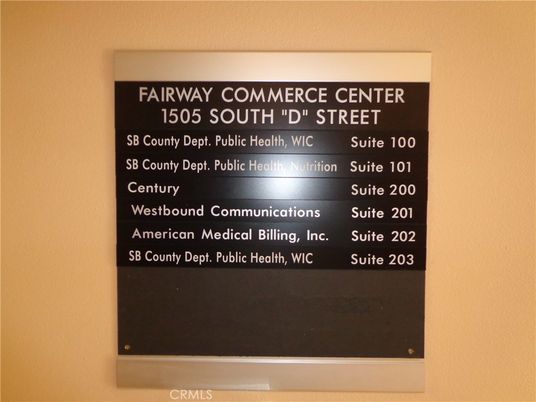 FAIRWAY COMMERCE CENTER
1505 SOUTH "D" STREET
SB County Dept. Public Health, WIC Suite 100
SB County Dept. Public Health, Nutrition Suite 101
Century Suite 200
Westbound Communications Suite 201
American Medical Billing, Inc. Suite 202
SB County Dept. Public Health, WIC Suite 203
CRMLS